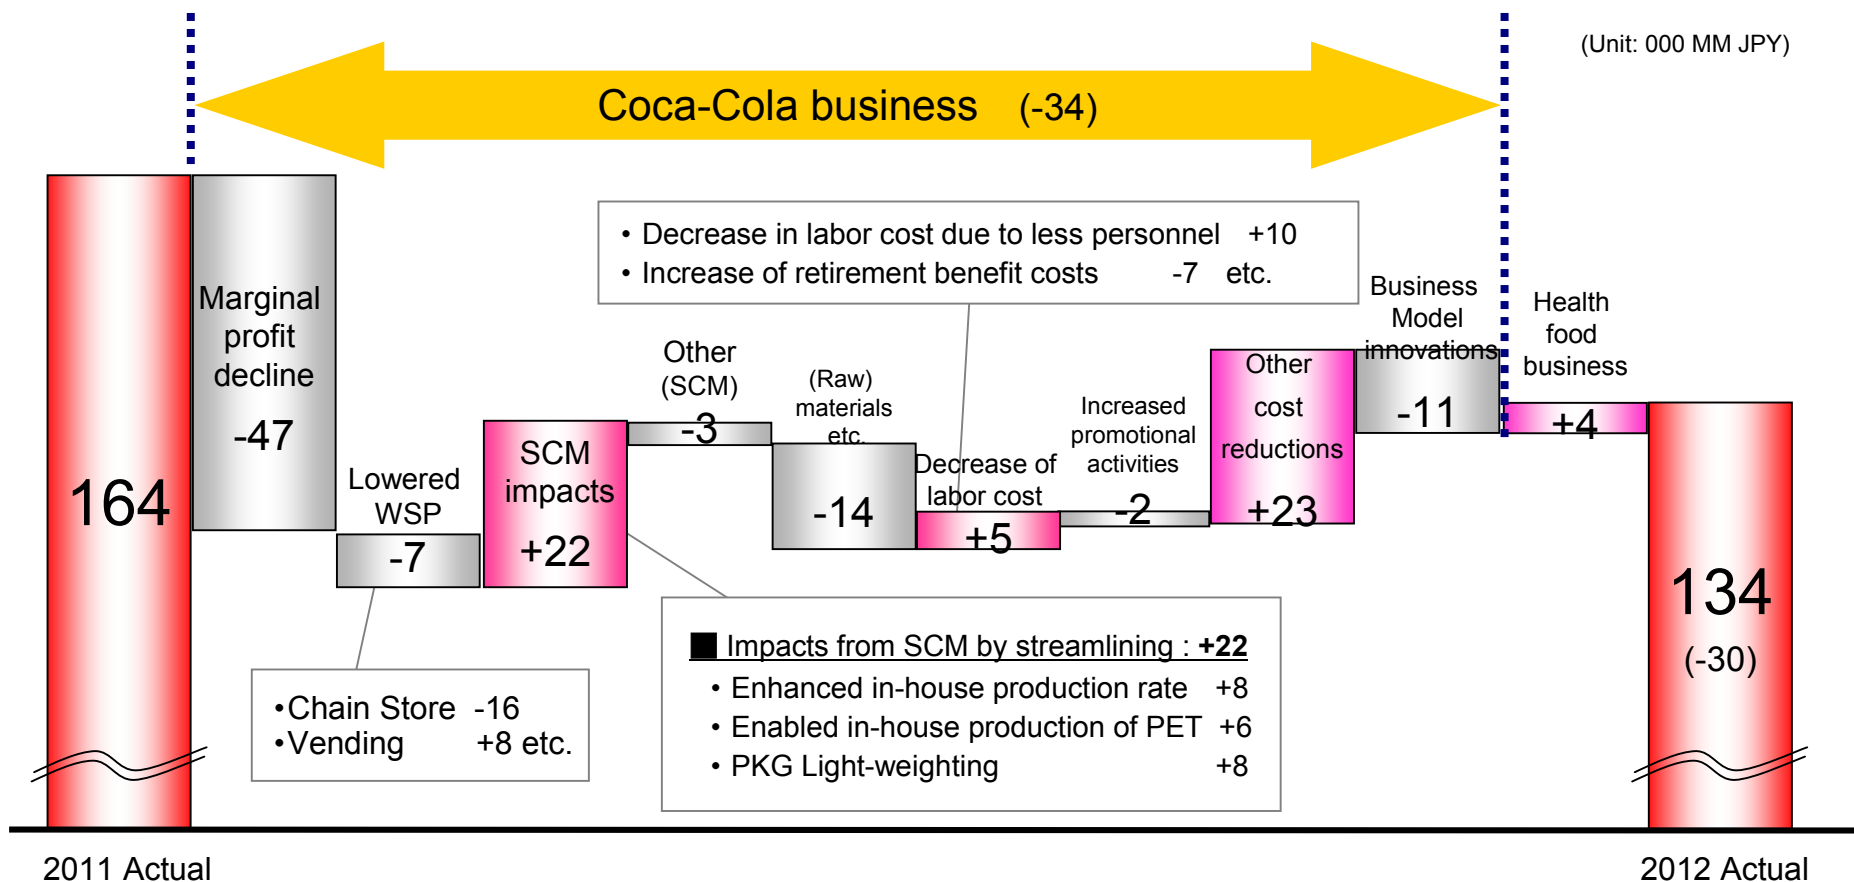 (Unit: 000 MM JPY)
Coca-Cola business (-34)
• Decrease in labor cost due to less personnel +10
• Increase of retirement benefit costs -7 etc.
164
Marginal
profit
decline
-47
Lowered
WSP
-7
SCM
impacts
+22
Other
(SCM)
-3
(Raw)
materials
etc.
-14
Decrease of
labor cost
+5
Increased
promotional
activities
-2
Other
cost
reductions
+23
Business
Model
innovations
-11
Health
food
business
+4
134
(-30)
•Chain Store -16
•Vending +8 etc.
■ Impacts from SCM by streamlining : +22
• Enhanced in-house production rate +8
• Enabled in-house production of PET +6
• PKG Light-weighting +8
2011 Actual
2012 Actual